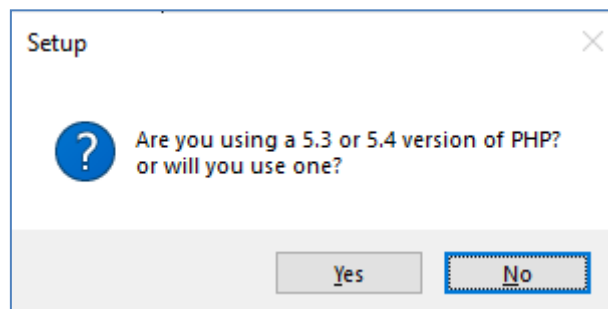 Setup
Are you using a 5.3 or 5.4 version of PHP?
or will you use one?
Yes
No